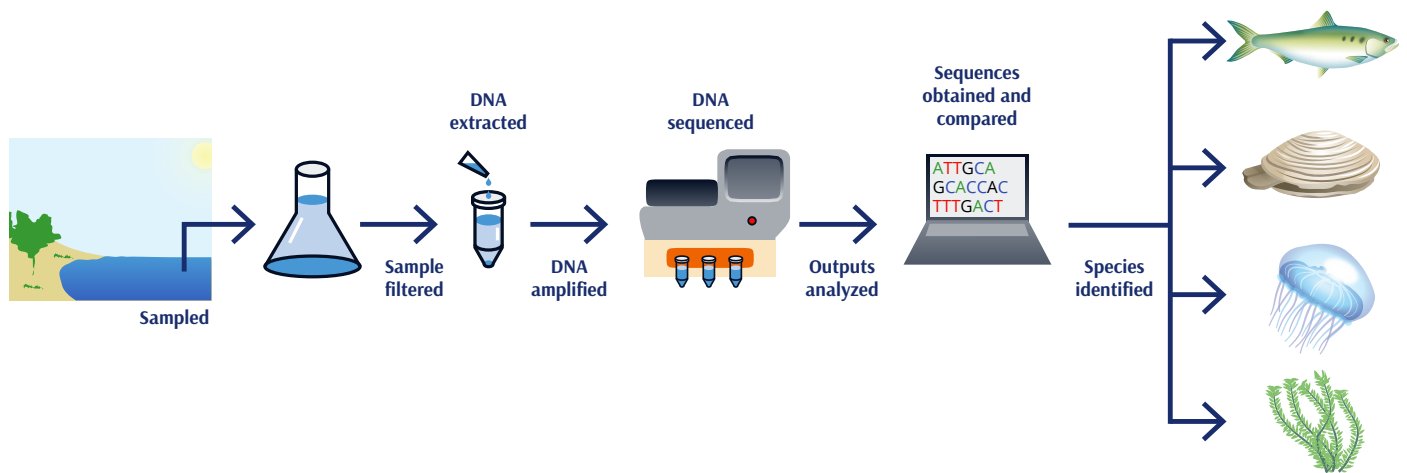 Sampled
Sample
filtered
DNA
extracted
DNA
amplified
DNA
sequenced
Outputs
analyzed
Sequences
obtained and
compared
ATTGCA
GCACCAC
TTTGACT
Species
identified